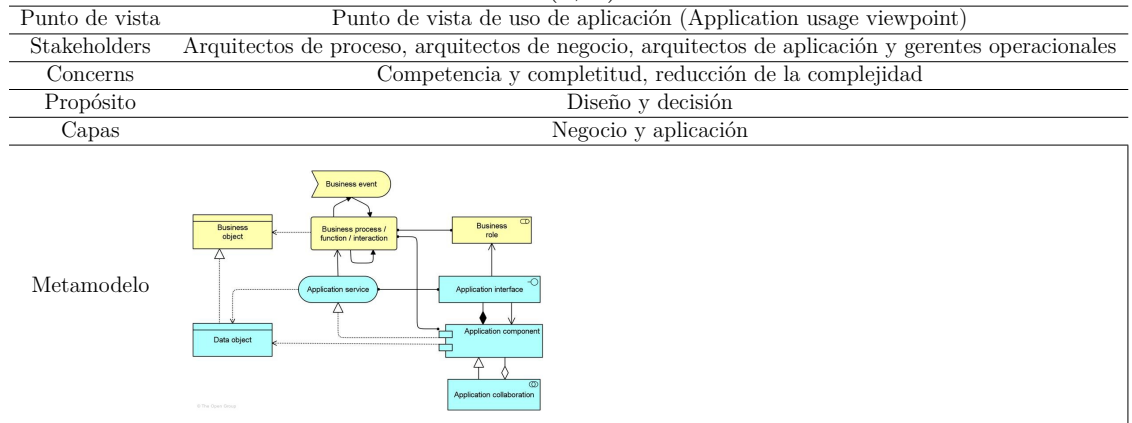 Punto de vista Punto de vista de uso de aplicación (Application usage viewpoint)
Stakeholders Arquitectos de proceso, arquitectos de negocio, arquitectos de aplicación y gerentes operacionales
Concerns Competencia y completitud, reducción de la complejidad
Propósito Diseño y decisión
Capas Negocio y aplicación
Metamodelo
Business event
Business
object
Business process /
function / interaction
Business
role
Application service
Application interface
Data object
Application component
Application collaboration
© The Open Group